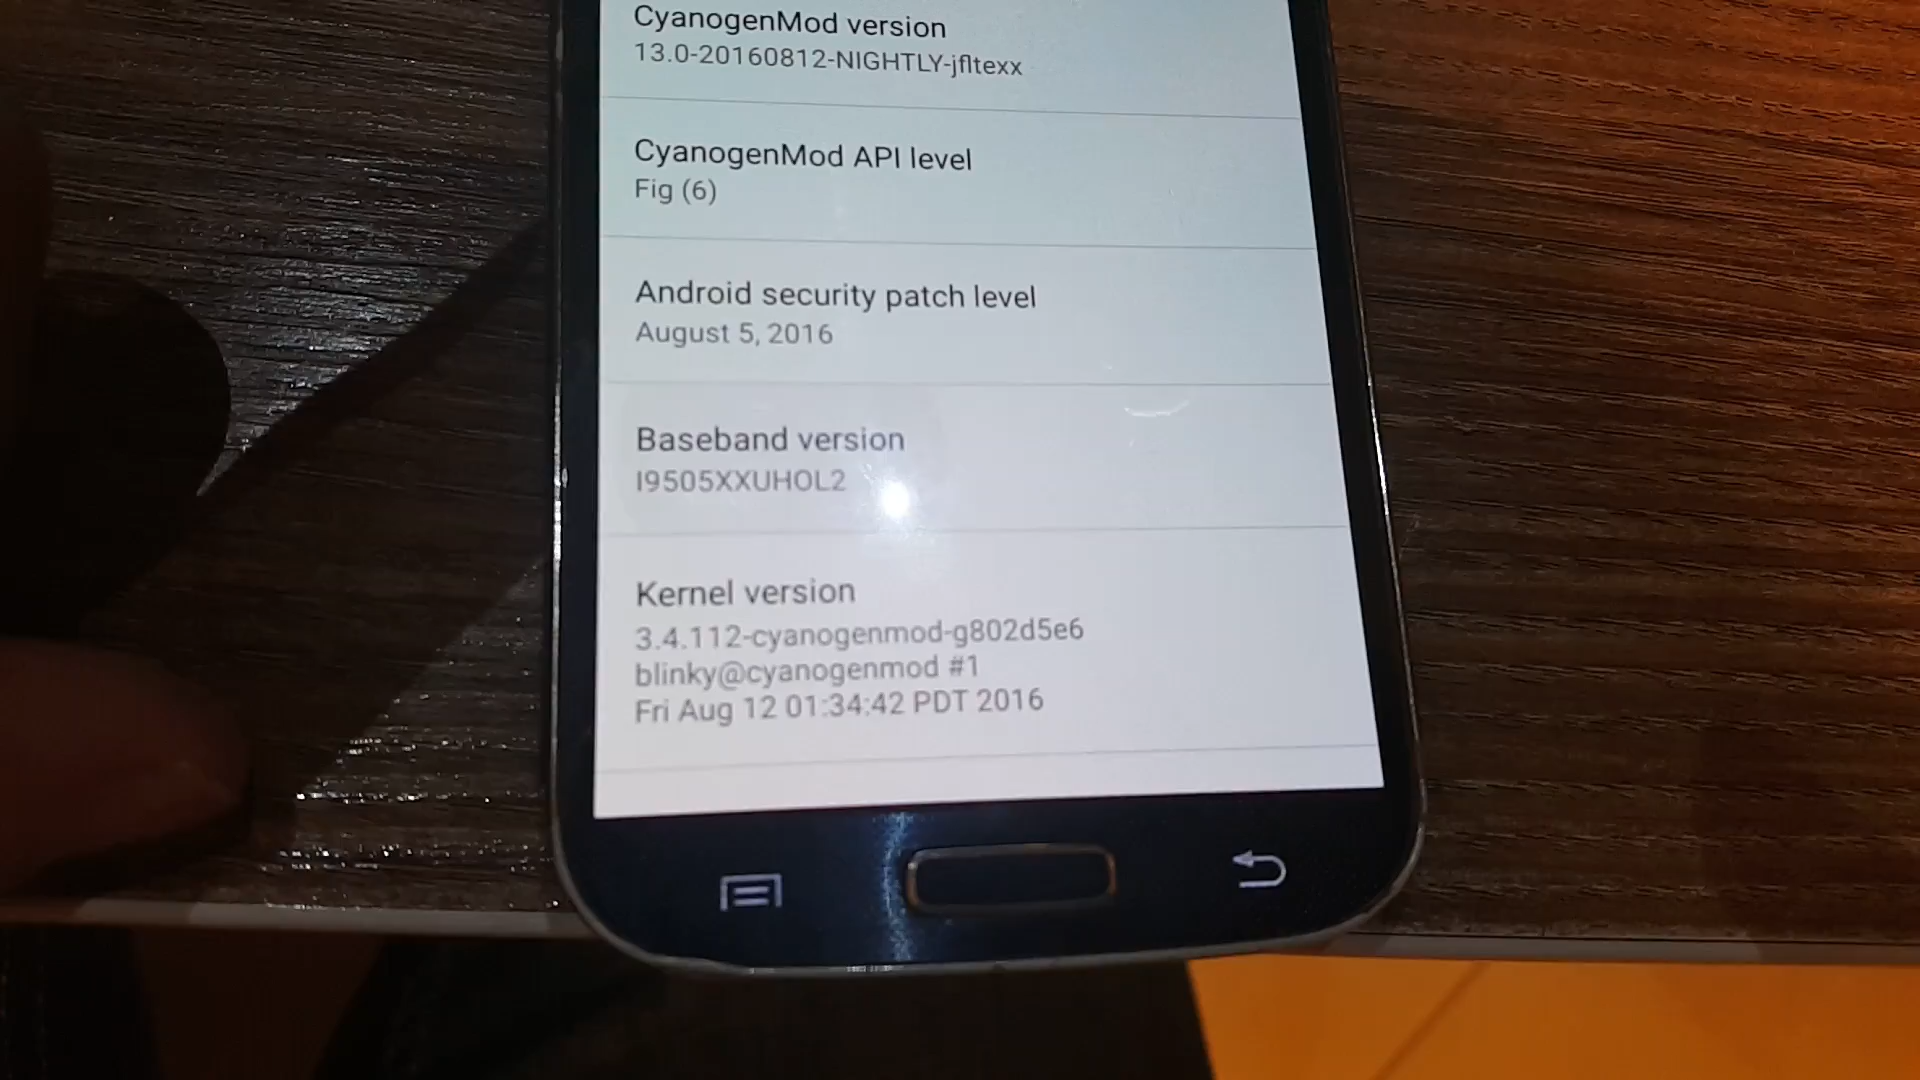 CyanogenMod version
13.0-20160812-NIGHTLY-jfltexx
CyanogenMod API level
Fig (6)
Android security patch level
August 5, 2016
Baseband version
I9505XXUHOL2
Kernel version
3.4.112-cyanogenmod-g802d5e6
blinky@cyanogenmod #1
Fri Aug 12 01:34:42 PDT 2016